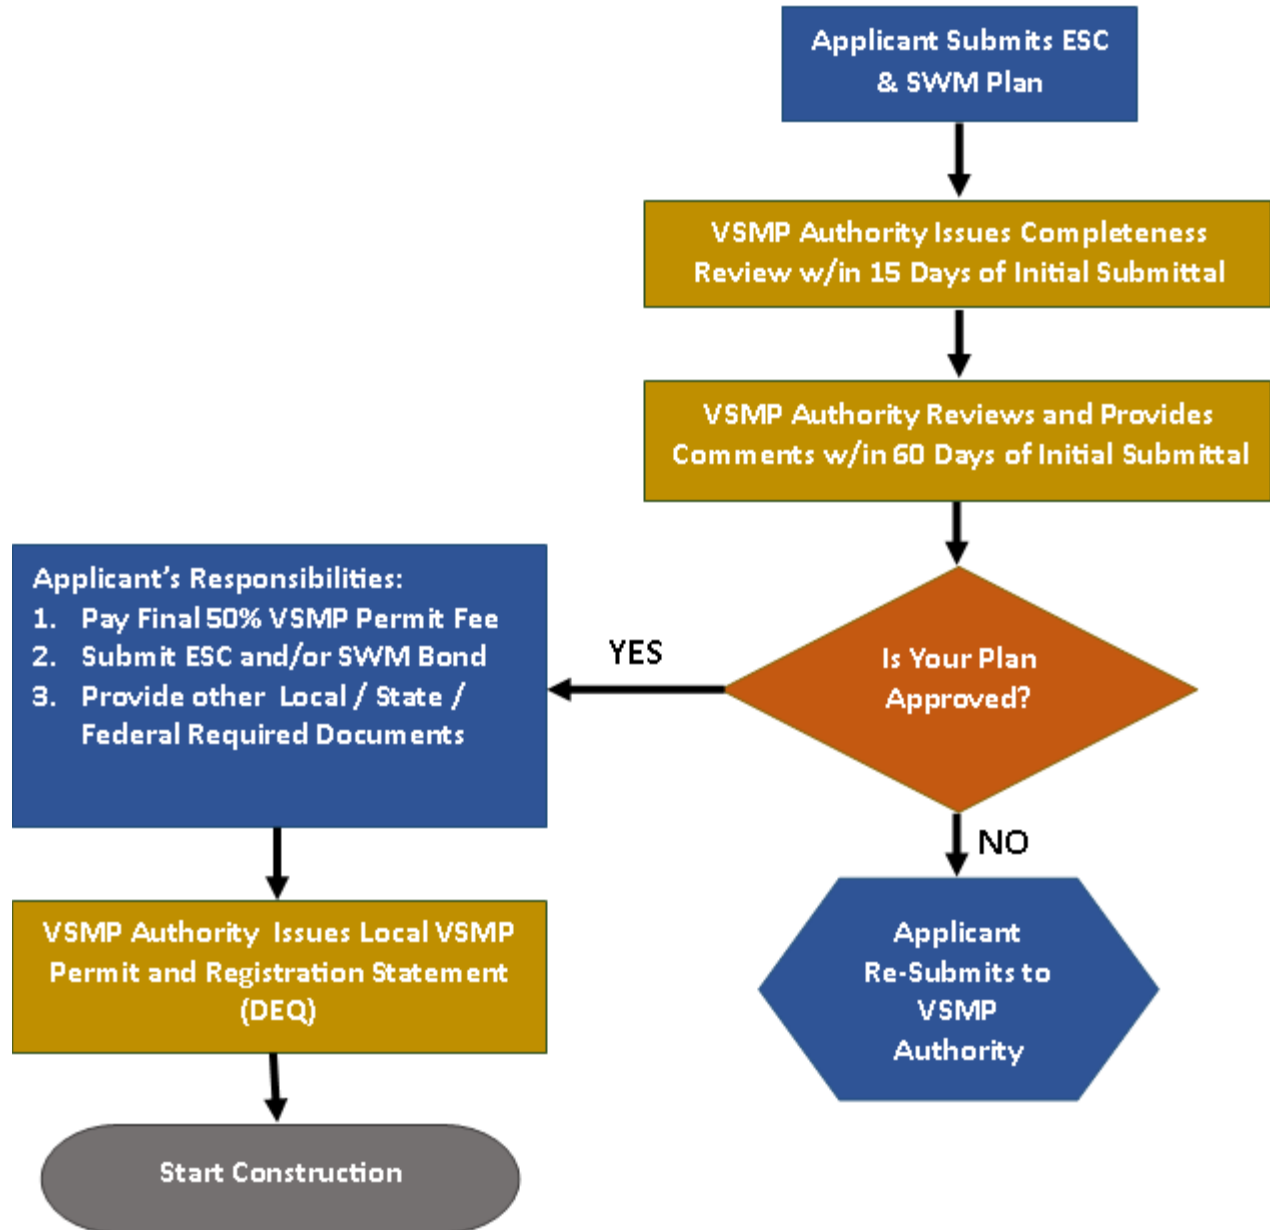 Applicant Submits ESC
& SWM Plan
VSMP Authority Issues Completeness
Review w/in 15 Days of Initial Submittal
VSMP Authority Reviews and Provides
Comments w/in 60 Days of Initial Submittal
Is Your Plan
Approved?
YES
Applicant's Responsibilities:
1. Pay Final 50% VSMP Permit Fee
2. Submit ESC and/or SWM Bond
3. Provide other Local / State /
Federal Required Documents
VSMP Authority Issues Local VSMP
Permit and Registration Statement
(DEQ)
Start Construction
NO
Applicant
Re-Submits to
VSMP
Authority